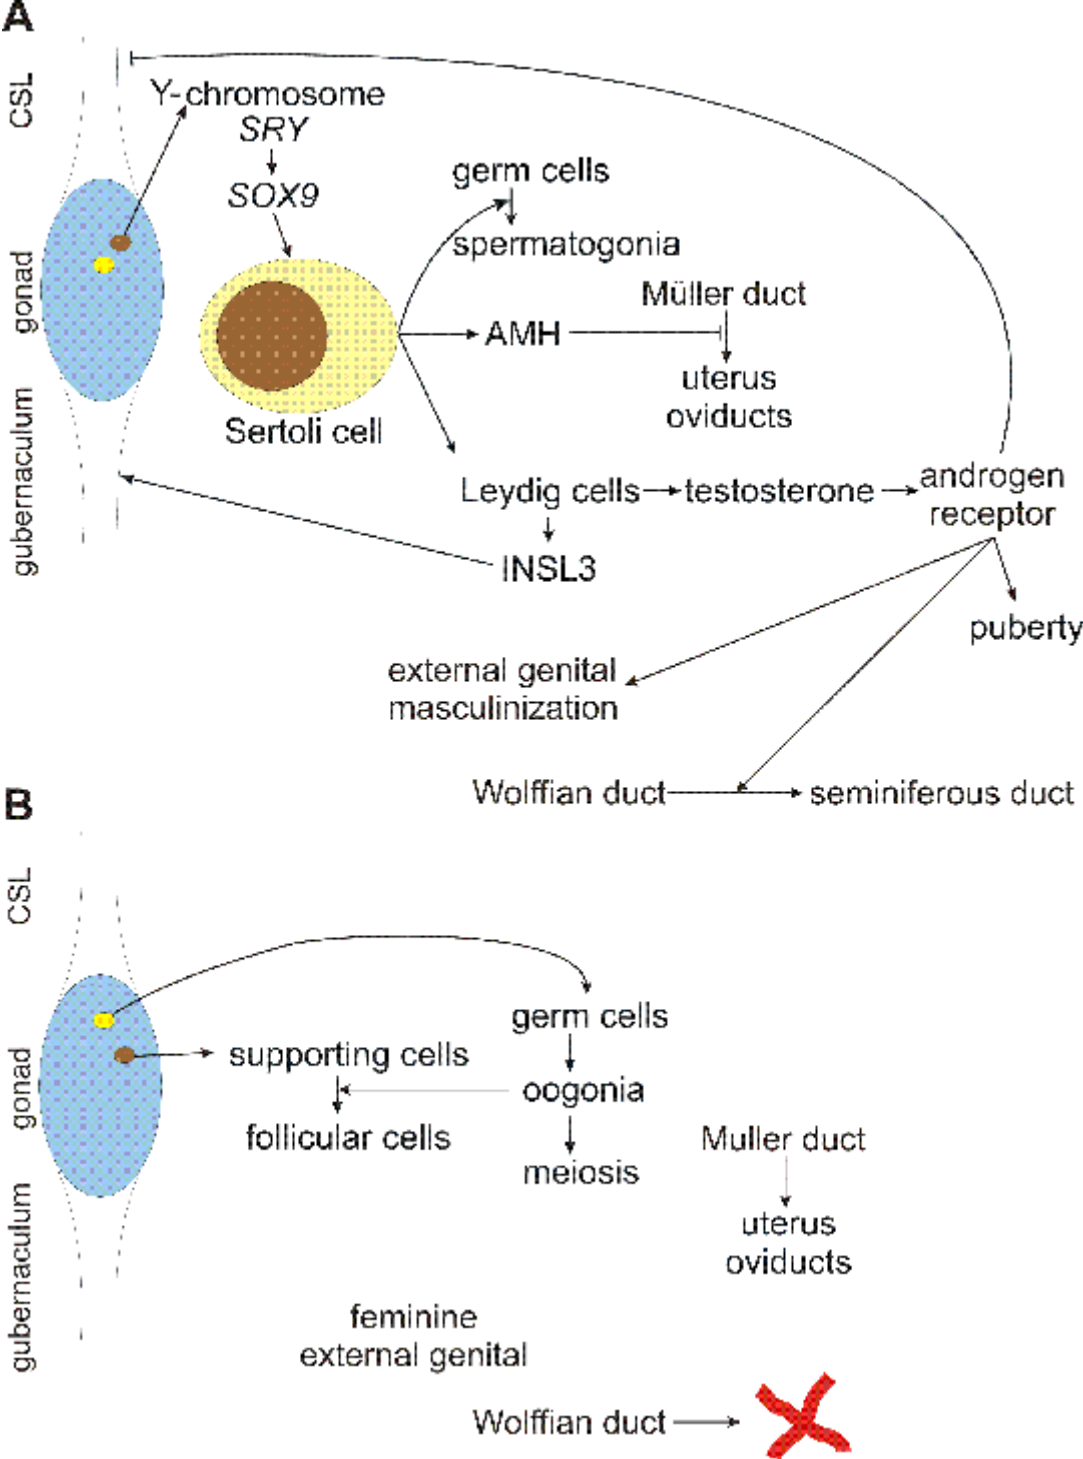 A
CSL
Y-chromosome
SRY
SOX9
germ cells
spermatogonia
gonad
Müller duct
AMH
uterus
oviducts
Sertoli cell
gubernaculum
Leydig cells
testosterone
androgen
receptor
INSL3
puberty
external genital
masculinization
Wolffian duct
seminiferous duct
B
CSL
germ cells
gonad
supporting cells
oogonia
follicular cells
Muller duct
meiosis
uterus
oviducts
gubernaculum
feminine
external genital
Wolffian duct